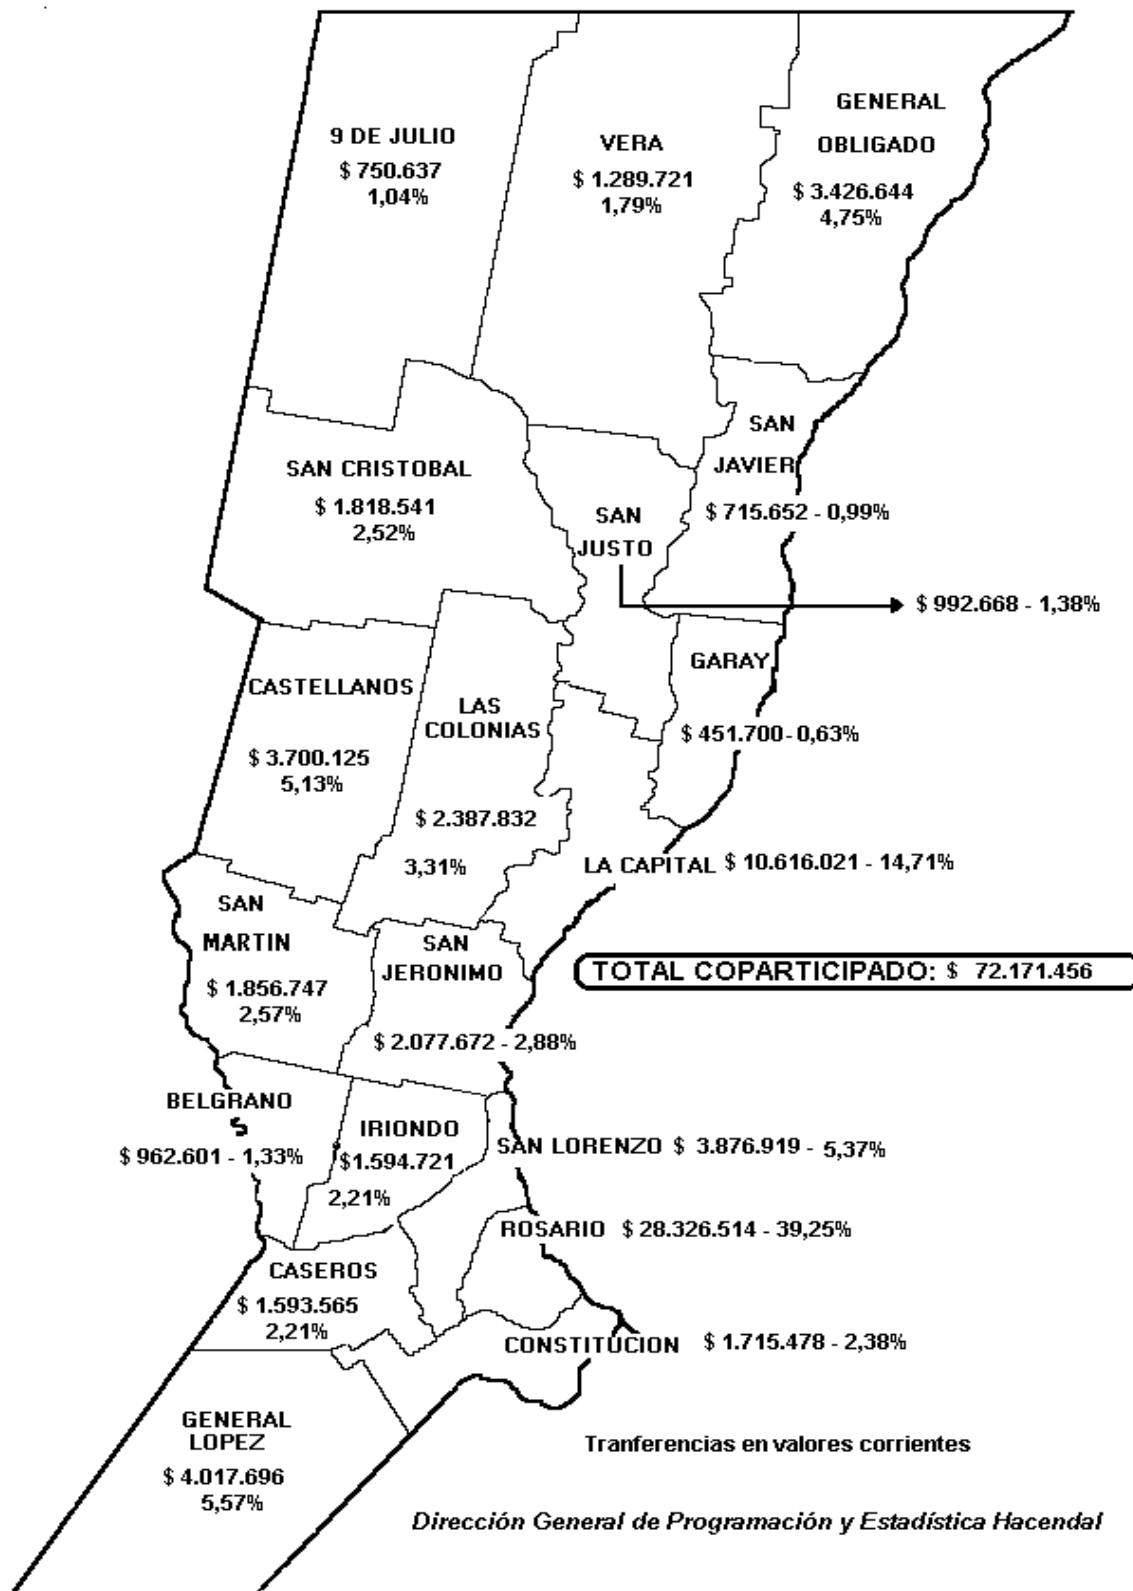 9 DE JULIO
$ 750.637
1,04%
VERA
$ 1.289.721
1,79%
GENERAL
OBLIGADO
$ 3.426.644
4,75%
SAN CRISTOBAL
$ 1.818.541
2,52%
SAN
JAVIER
$ 715.652 - 0,99%
SAN
JUSTO
$ 992.668 - 1,38%
GARAY
$ 451.700 - 0,63%
CASTELLANOS
$ 3.700.125
5,13%
LAS
COLONIAS
$ 2.387.832
3,31%
LA CAPITAL $ 10.616.021 - 14,71%
SAN
MARTIN
$ 1.856.747
2,57%
SAN
JERONIMO
$ 2.077.672 - 2,88%
TOTAL COPARTICIPADO: $ 72.171.456
BELGRANO
$ 962.601 - 1,33%
IRIONDO
$1.594.721
2,21%
SAN LORENZO $ 3.876.919 - 5,37%
ROSARIO $ 28.326.514 - 39,25%
CASEROS
$ 1.593.565
2,21%
CONSTITUCION $ 1.715.478 - 2,38%
GENERAL
LOPEZ
$ 4.017.696
5,57%
Tranferencias en valores corrientes
Dirección General de Programación y Estadística Hacendal